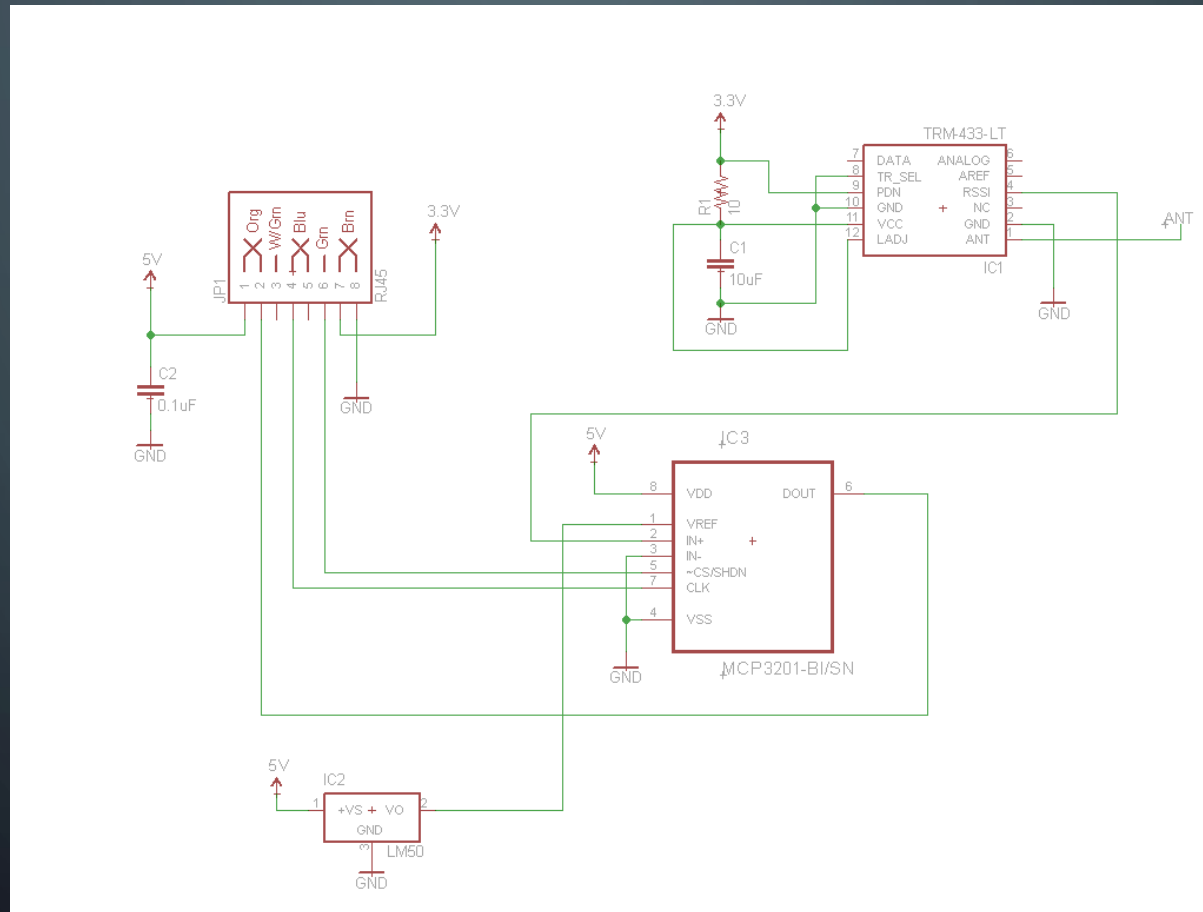 3.3V
TRM-433-LT
7 DATA ANALOG 6
8 TR_SEL AREF 5
9 PDN RSSI 4
10 GND NC 3
11 VCC GND 2
12 LADJ ANT 1
IC1
ANT
GND
R1
10
C1
10uF
GND
Org
W/Grn
Blu
Grn
Brn
1 2 3 4 5 6 7 8
JP1
RJ45
3.3V
5V
C2
0.1uF
GND
GND
5V
IC3
8 VDD DOUT 6
1 VREF
2 IN+
3 IN-
5 ~CS/SHDN
7 CLK
4 VSS
GND
MCP3201-BI/SN
5V
IC2
1 +VS VO 2
GND
3
LM50
GND